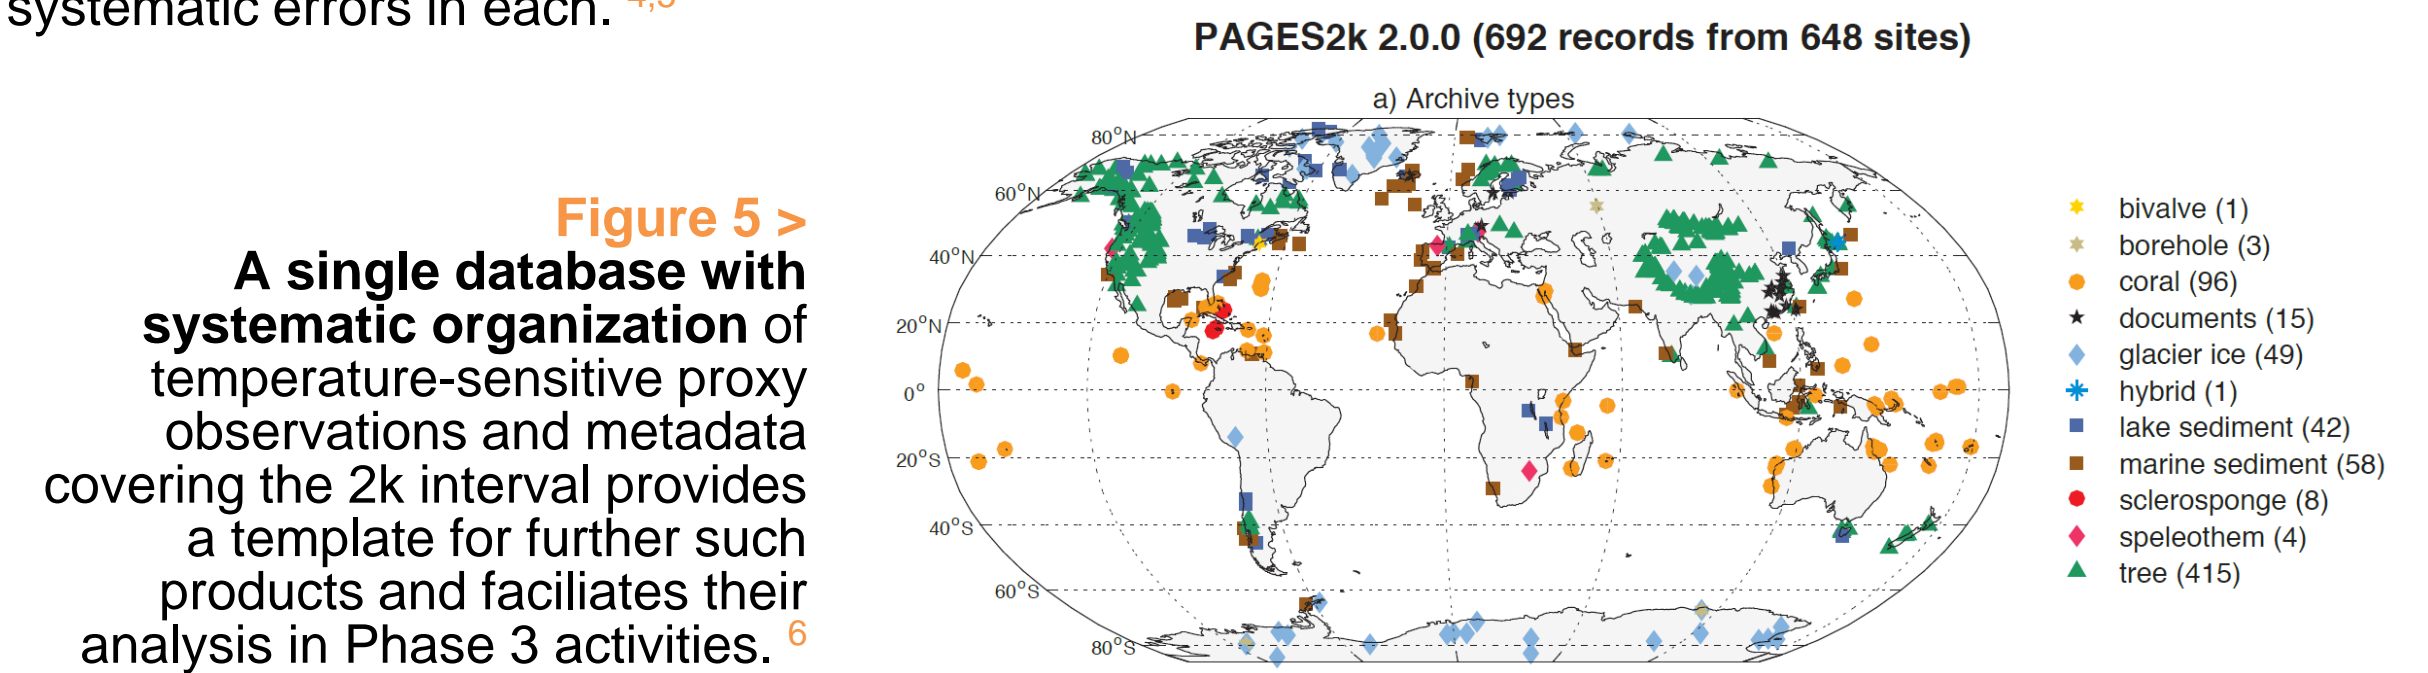 systematic errors in each. 4,5
Figure 5 >
A single database with
systematic organization of
temperature-sensitive proxy
observations and metadata
covering the 2k interval provides
a template for further such
products and faciliates their
analysis in Phase 3 activities. 6
PAGES2k 2.0.0 (692 records from 648 sites)
a) Archive types
80°N
60°N
40°N
20°N
0°
20°S
40°S
60°S
80°S
bivalve (1)
borehole (3)
coral (96)
documents (15)
glacier ice (49)
hybrid (1)
lake sediment (42)
marine sediment (58)
sclerosponge (8)
speleothem (4)
tree (415)